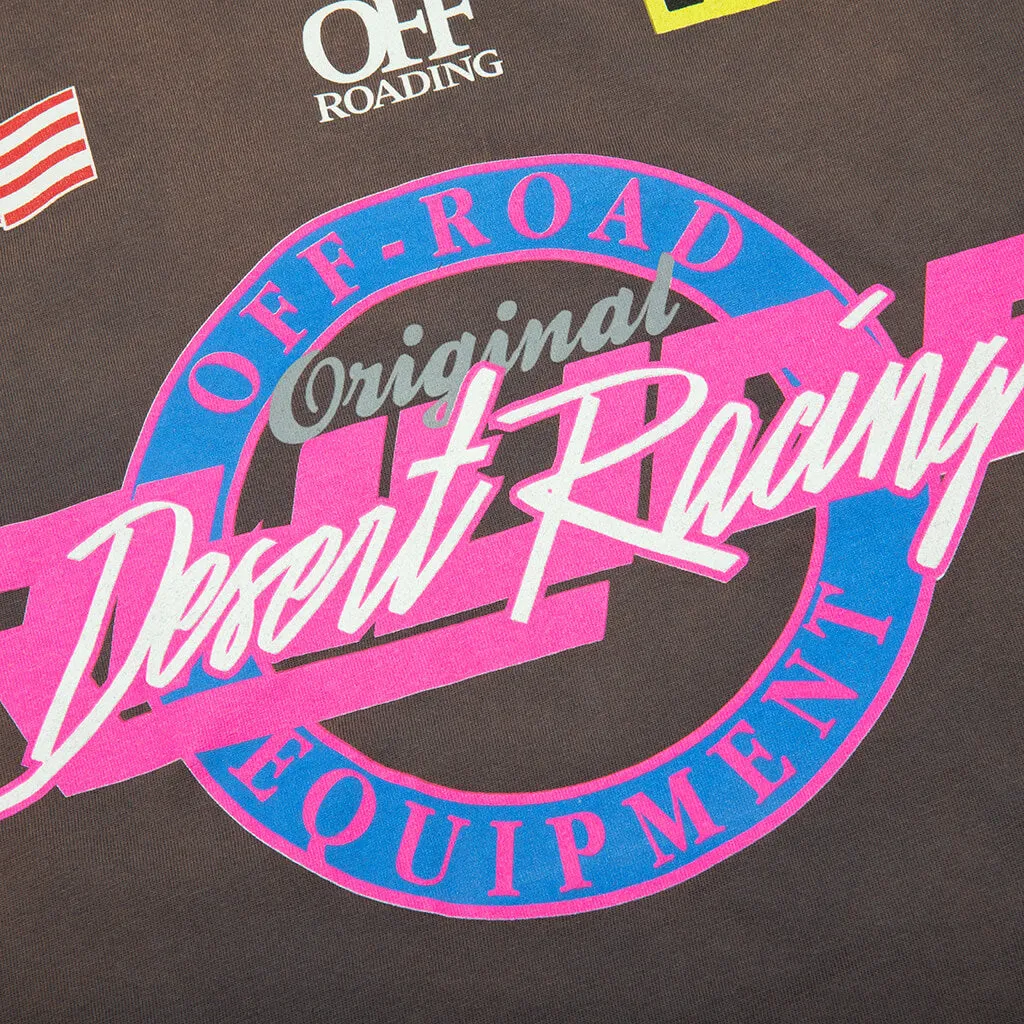 OFF
ROADING
OFF-ROAD
Original
Desert Racing
EQUIPMENT